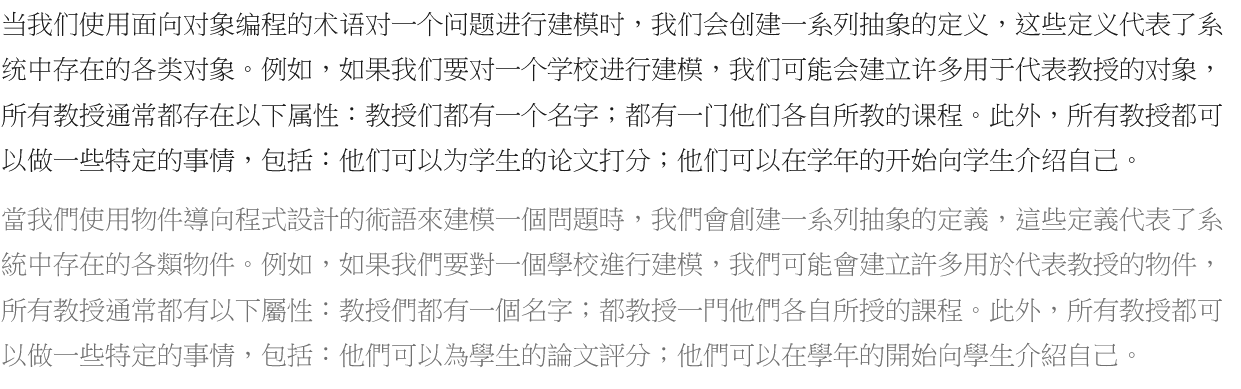 当我们使用面向对象编程的术语对一个问题进行建模时，我们会创建一系列抽象的定义，这些定义代表了系
统中存在的各类对象。例如，如果我们要对一个学校进行建模，我们可能会建立许多用于代表教授的对象，
所有教授通常都存在以下属性：教授们都有一个名字；都有一门他们各自所教的课程。此外，所有教授都可
以做一些特定的事情，包括：他们可以为学生的论文打分；他们可以在学年的开始向学生介绍自己。
當我們使用物件導向程式設計的術語來建模一個問題時，我們會創建一系列抽象的定義，這些定義代表了系
統中存在的各類物件。例如，如果我們要對一個學校進行建模，我們可能會建立許多用於代表教授的物件，
所有教授通常都有以下屬性：教授們都有一個名字；都教授一門他們各自所授的課程。此外，所有教授都可
以做一些特定的事情，包括：他們可以為學生的論文評分；他們可以在學年的開始向學生介紹自己。